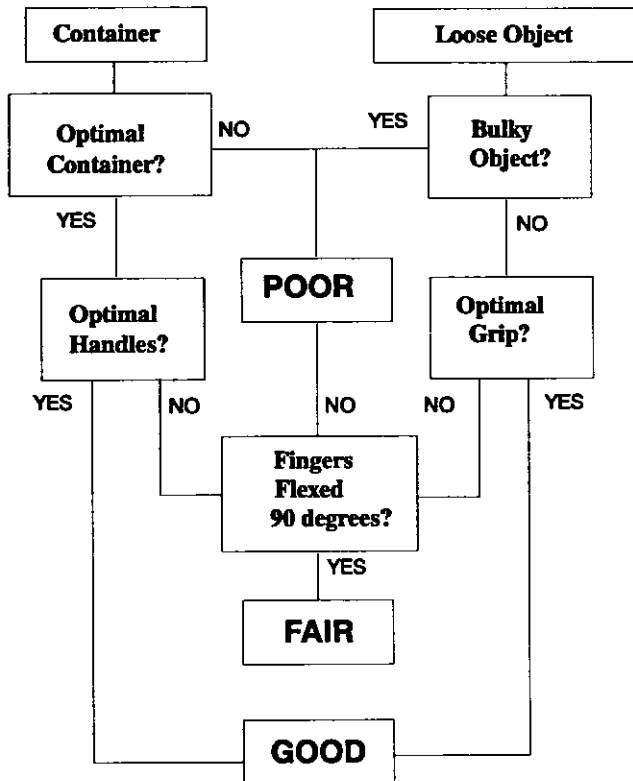 Container
Loose Object
Optimal
Container?
NO
YES
Bulky
Object?
YES
NO
Optimal
Handles?
POOR
Optimal
Grip?
YES
NO
NO
NO
YES
Fingers
Flexed
90 degrees?
YES
FAIR
GOOD